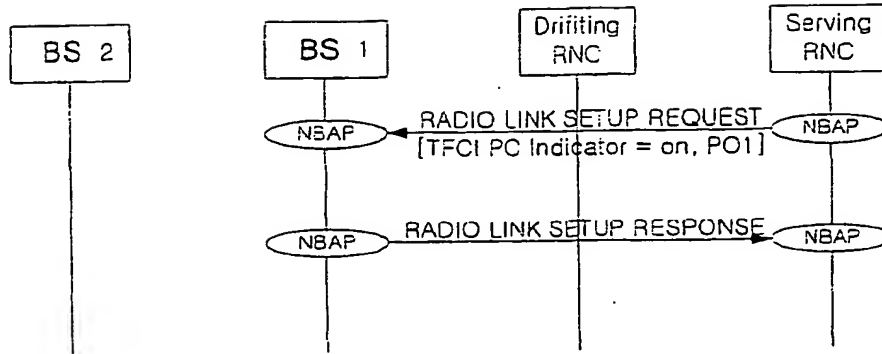 BS 2
BS 1
Drifiting
RNC
Serving
RNC
NBAP
RADIO LINK SETUP REQUEST
[TFCI PC Indicator = on, PO1]
NBAP
NBAP
RADIO LINK SETUP RESPONSE
NBAP